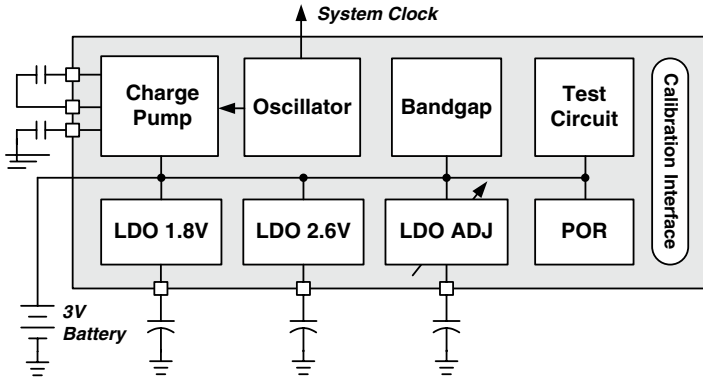 System Clock
Charge
Pump
Oscillator
Bandgap
Test
Circuit
Calibration Interface
LDO 1.8V
LDO 2.6V
LDO ADJ
POR
3V
Battery